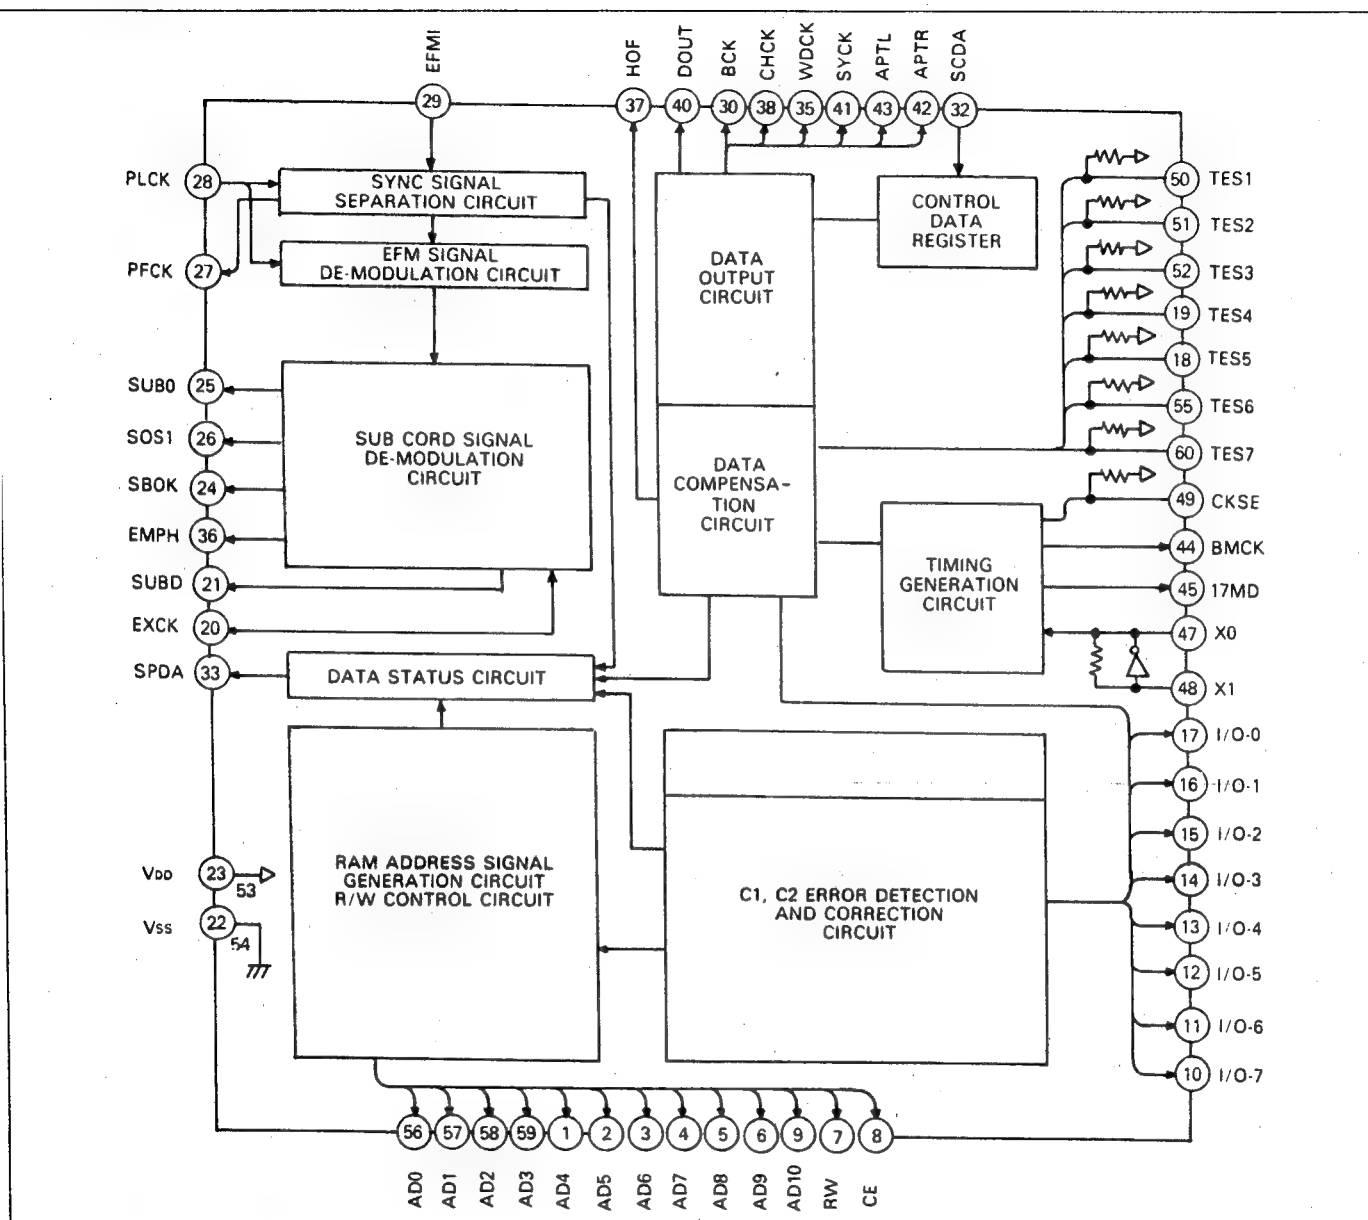 EFMI
HOF
DOUT
BCK
CHCK
WDCK
SYCK
APTL
APTR
SCDA
29
37
40
30
38
35
41
43
42
32
PLCK 28
SYNC SIGNAL
SEPARATION CIRCUIT
PFCK 27
EFM SIGNAL
DE-MODULATION CIRCUIT
SUB0 25
SOS1 26
SBOK 24
EMPH 36
SUBD 21
EXCK 20
SPDA 33
SUB CORD SIGNAL
DE-MODULATION
CIRCUIT
DATA STATUS CIRCUIT
DATA
OUTPUT
CIRCUIT
CONTROL
DATA
REGISTER
DATA
COMPENSA-
TION
CIRCUIT
TIMING
GENERATION
CIRCUIT
50 TES1
51 TES2
52 TES3
19 TES4
18 TES5
55 TES6
60 TES7
49 CKSE
44 BMCK
45 17MD
47 X0
48 X1
17 I/O-0
16 I/O-1
15 I/O-2
14 I/O-3
13 I/O-4
12 I/O-5
11 I/O-6
10 I/O-7
VDD 23
53
VSS 22
54
RAM ADDRESS SIGNAL
GENERATION CIRCUIT
R/W CONTROL CIRCUIT
C1, C2 ERROR DETECTION
AND CORRECTION
CIRCUIT
56
57
58
59
1
2
3
4
5
6
9
7
8
AD0
AD1
AD2
AD3
AD4
AD5
AD6
AD7
AD8
AD9
AD10
RW
CE